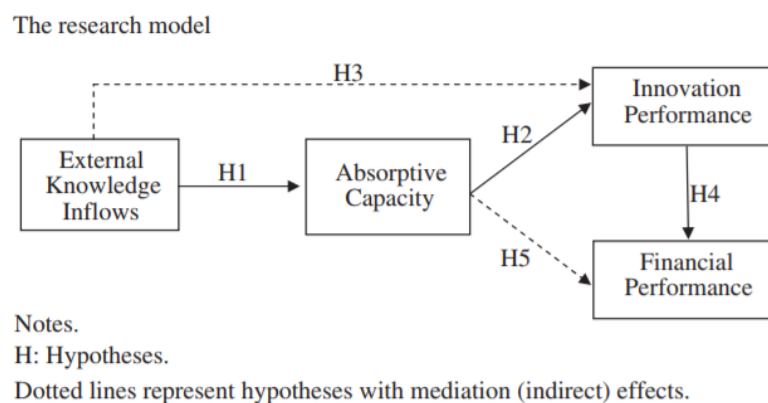 The research model
H3
Innovation
Performance
H2
External
Knowledge
Inflows
H1
Absorptive
Capacity
H4
H5
Financial
Performance
Notes.
H: Hypotheses.
Dotted lines represent hypotheses with mediation (indirect) effects.